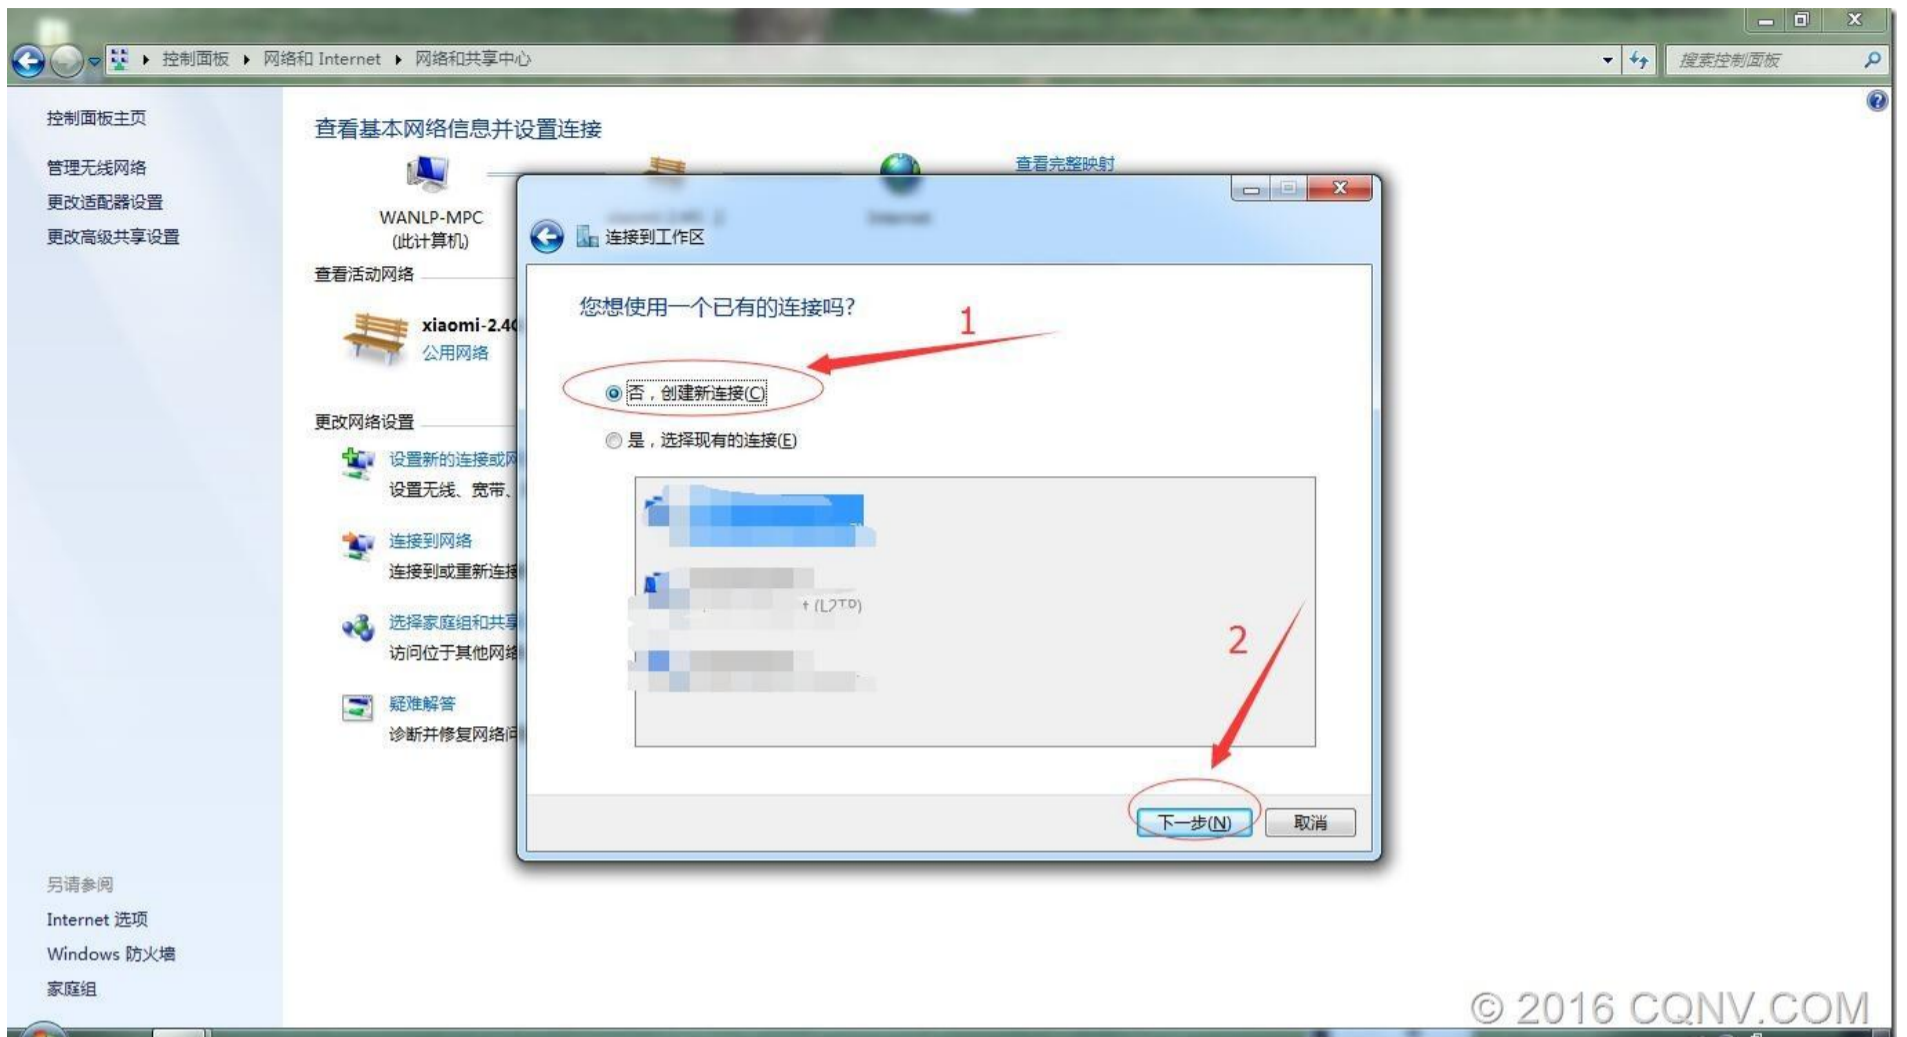 控制面板 ▸ 网络和 Internet ▸ 网络和共享中心
搜索控制面板
控制面板主页
管理无线网络
更改适配器设置
更改高级共享设置
查看基本网络信息并设置连接
查看完整映射
WANLP-MPC
(此计算机)
Internet
查看活动网络
xiaomi-2.4G
公用网络
更改网络设置
设置新的连接或网
设置无线、宽带、
连接到网络
连接到或重新连接
选择家庭组和共享
访问位于其他网络
疑难解答
诊断并修复网络问
连接到工作区
您想使用一个已有的连接吗?
1
否，创建新连接(C)
是，选择现有的连接(E)
t (L2TP)
2
下一步(N)
取消
另请参阅
Internet 选项
Windows 防火墙
家庭组
© 2016 CQNV.COM